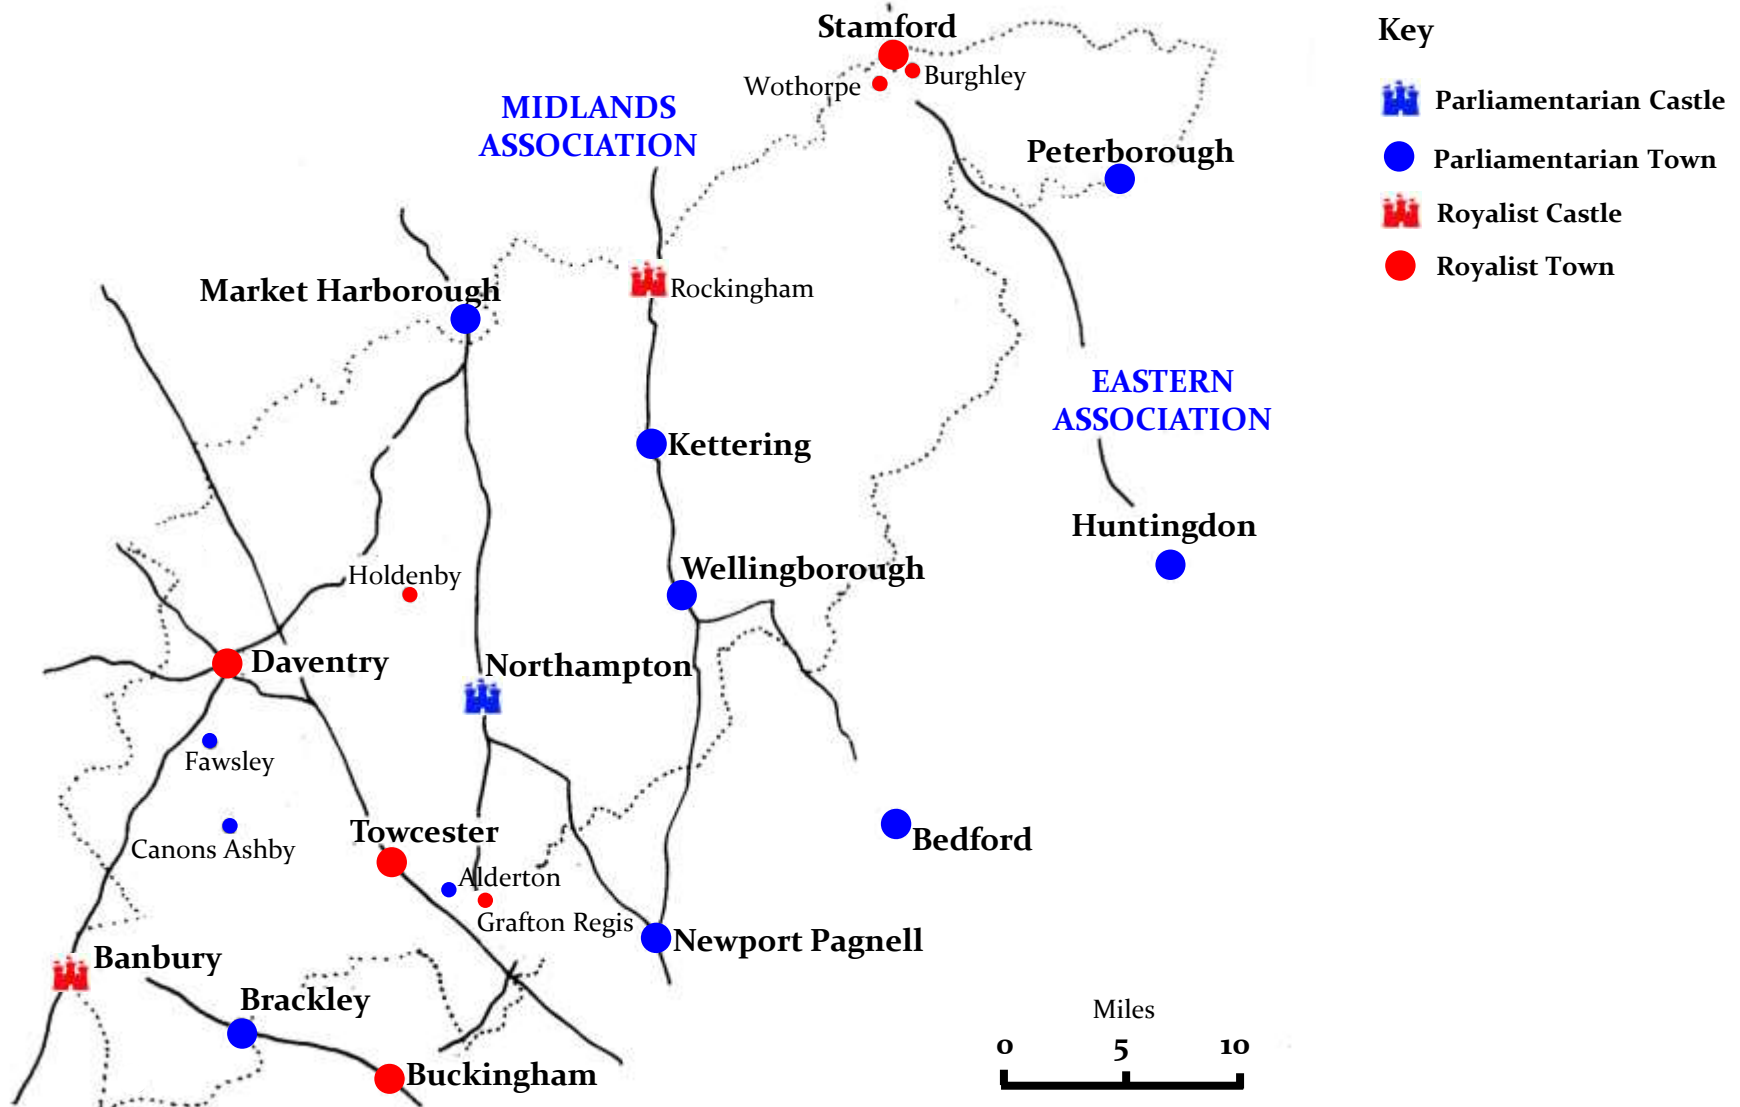 Stamford
Burghley
Wothorpe
MIDLANDS
ASSOCIATION
Peterborough
Market Harborough
Rockingham
EASTERN
ASSOCIATION
Kettering
Huntingdon
Wellingborough
Holdenby
Daventry
Northampton
Fawsley
Canons Ashby
Towcester
Bedford
Alderton
Grafton Regis
Newport Pagnell
Banbury
Brackley
Buckingham
Key
Parliamentarian Castle
Parliamentarian Town
Royalist Castle
Royalist Town
Miles
0 5 10